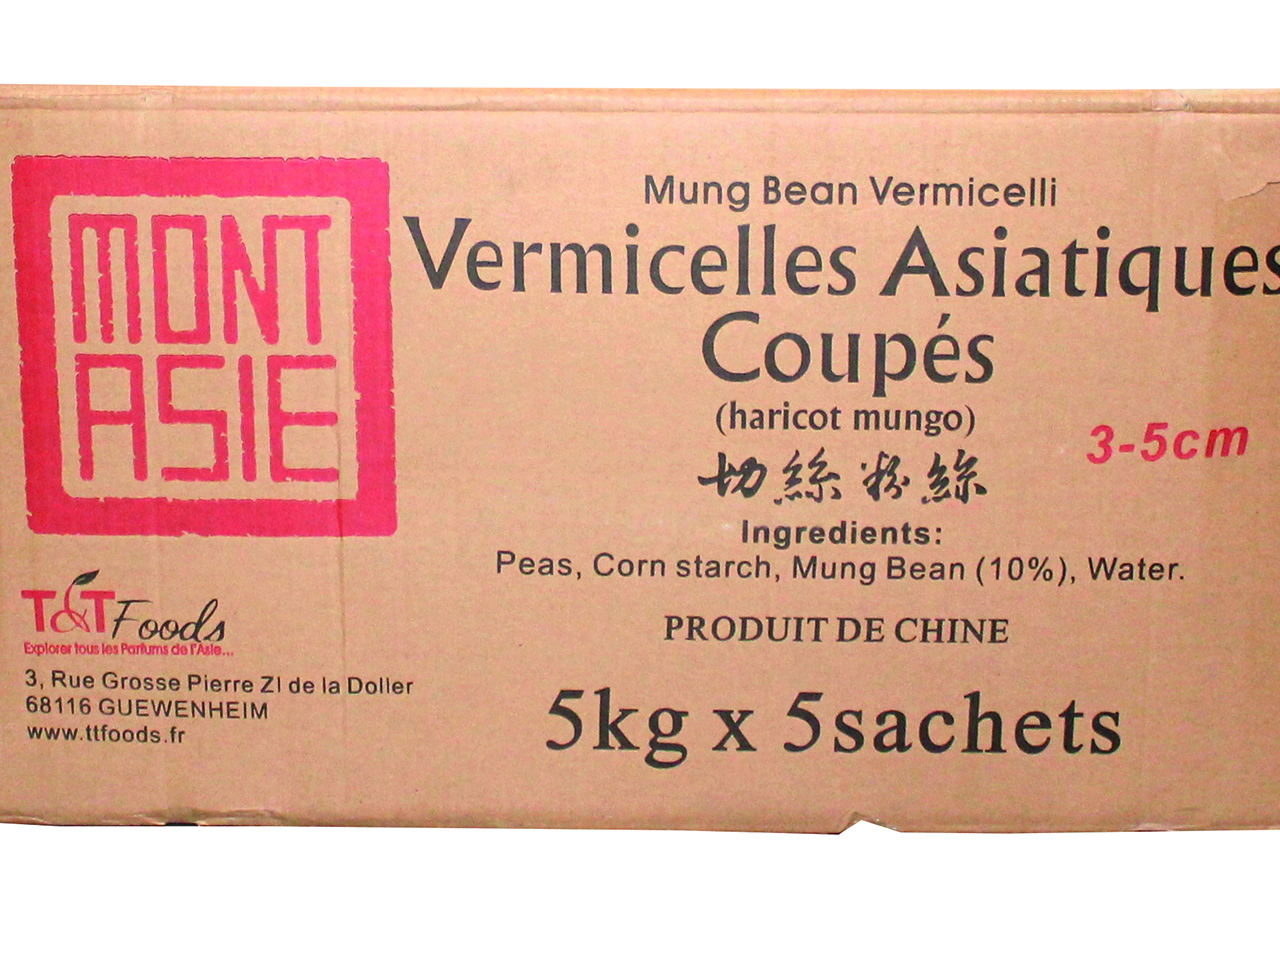 MONT
ASIE
Mung Bean Vermicelli
Vermicelles Asiatiques
Coupés
(haricot mungo)
3-5cm
切絲粉絲
Ingredients:
Peas, Corn starch, Mung Bean (10%), Water.
PRODUIT DE CHINE
5kg x 5sachets
T&T Foods
Explorer tous les Parfums de l'Asie...
3, Rue Grosse Pierre ZI de la Doller
68116 GUEWENHEIM
www.ttfoods.fr